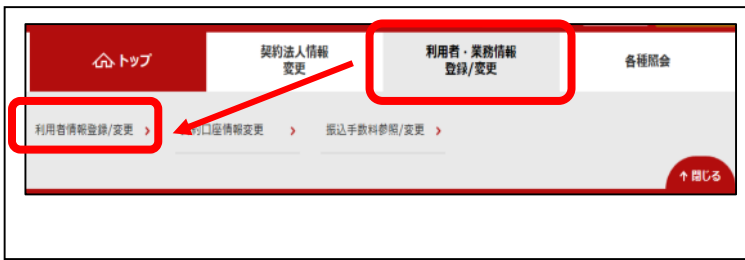 トップ
契約法人情報
変更
利用者・業務情報
登録/変更
各種照会
利用者情報登録/変更
口座情報変更
振込手数料参照/変更
閉じる